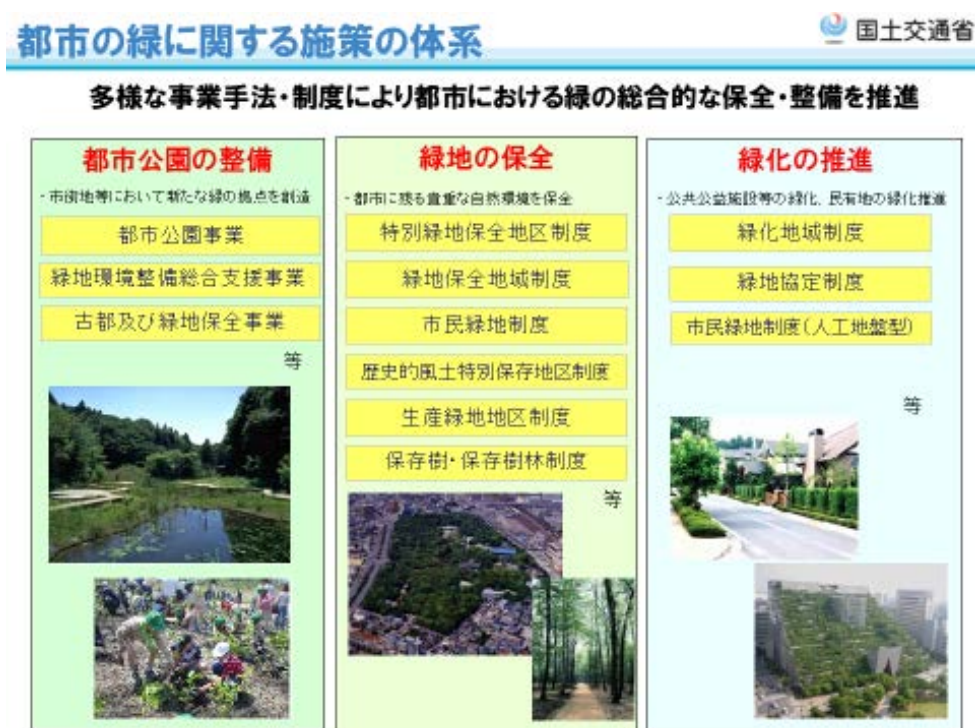 都市の緑に関する施策の体系
国土交通省
多様な事業手法・制度により都市における緑の総合的な保全・整備を推進
都市公園の整備
・市街地等において新たな緑の拠点を創造
都市公園事業
緑地環境整備総合支援事業
古都及び緑地保全事業
等
緑地の保全
・都市に残る貴重な自然環境を保全
特別緑地保全地区制度
緑地保全地域制度
市民緑地制度
歴史的風土特別保存地区制度
生産緑地地区制度
保存樹・保存樹林制度
等
緑化の推進
・公共公益施設等の緑化、民有地の緑化推進
緑化地域制度
緑地協定制度
市民緑地制度(人工地盤型)
等